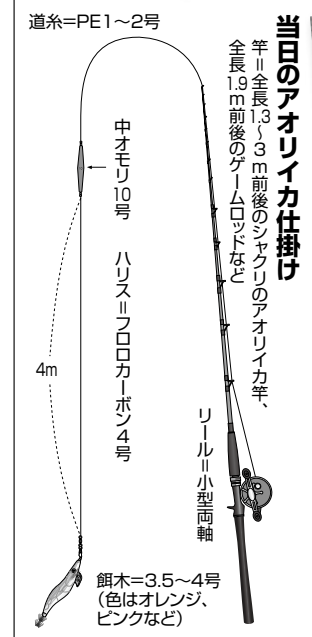 当日のアオリイカ仕掛け
竿＝全長1.3～3m前後のシャクリのアオリイカ竿、
全長1.9m前後のゲームロッドなど
道糸＝PE1～2号
中オモリ10号
ハリス＝フロロカーボン4号
4m
リール＝小型両軸
餌木＝3.5～4号
（色はオレンジ、
ピンクなど）